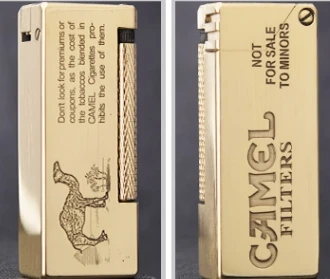 Don't look for premiums or
coupons, as the cost of
the tobaccos blended in
CAMEL Cigarettes pro-
hibits the use of them.
NOT
FOR SALE
TO MINORS
CAMEL
FILTERS